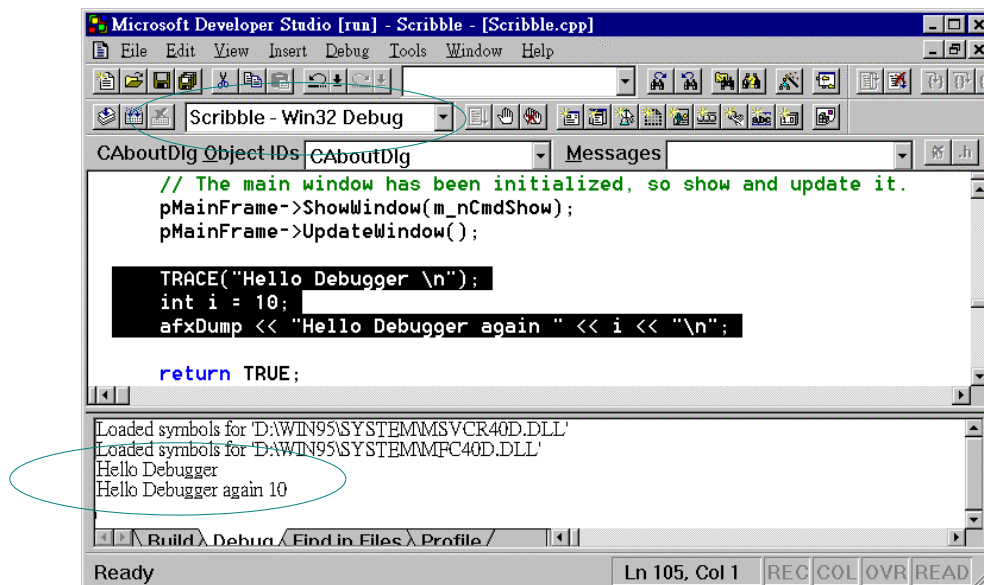 Microsoft Developer Studio [run] - Scribble - [Scribble.cpp]
File Edit View Insert Debug Tools Window Help
Scribble - Win32 Debug
abc
CAboutDlg Object IDs CAboutDlg Messages .h
// The main window has been initialized, so show and update it.
pMainFrame->ShowWindow(m_nCmdShow);
pMainFrame->UpdateWindow();
TRACE("Hello Debugger \n");
int i = 10;
afxDump << "Hello Debugger again " << i << "\n";
return TRUE;
Loaded symbols for 'D:\WIN95\SYSTEM\MSVCR40D.DLL'
Loaded symbols for 'D:\WIN95\SYSTEM\MFC40D.DLL'
Hello Debugger
Hello Debugger again 10
Build Debug Find in Files Profile
Ready Ln 105, Col 1 REC COL OVR READ